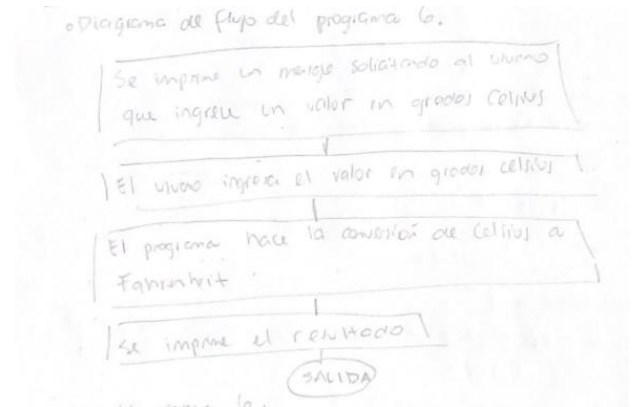 •Diagrama de flujo del programa 6.
Se imprime un mensaje solicitando al usuario
que ingrese un valor en grados Celsius
El usuario ingresa el valor en grados celsius
El programa hace la conversión de Celsius a
Fahrenheit
Se imprime el resultado
SALIDA